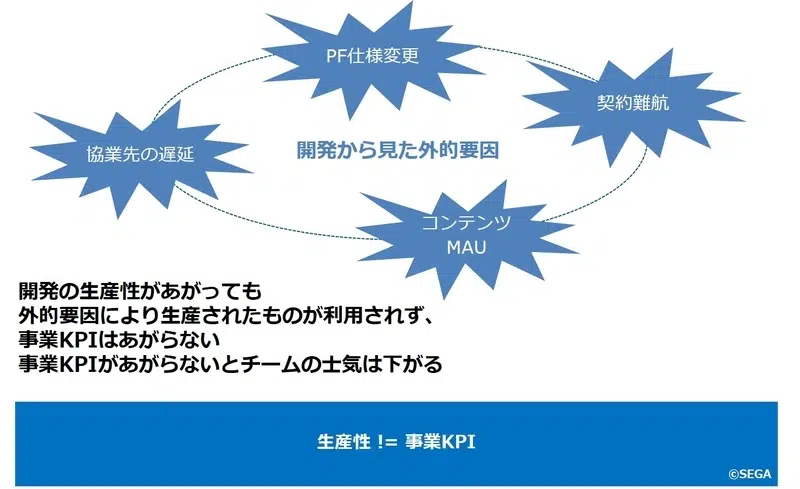 PF仕様変更
契約難航
協業先の遅延
開発から見た外的要因
コンテンツ
MAU
開発の生産性があがっても
外的要因により生産されたものが利用されず、
事業KPIはあがらない
事業KPIがあがらないとチームの士気は下がる
生産性 != 事業KPI
©SEGA